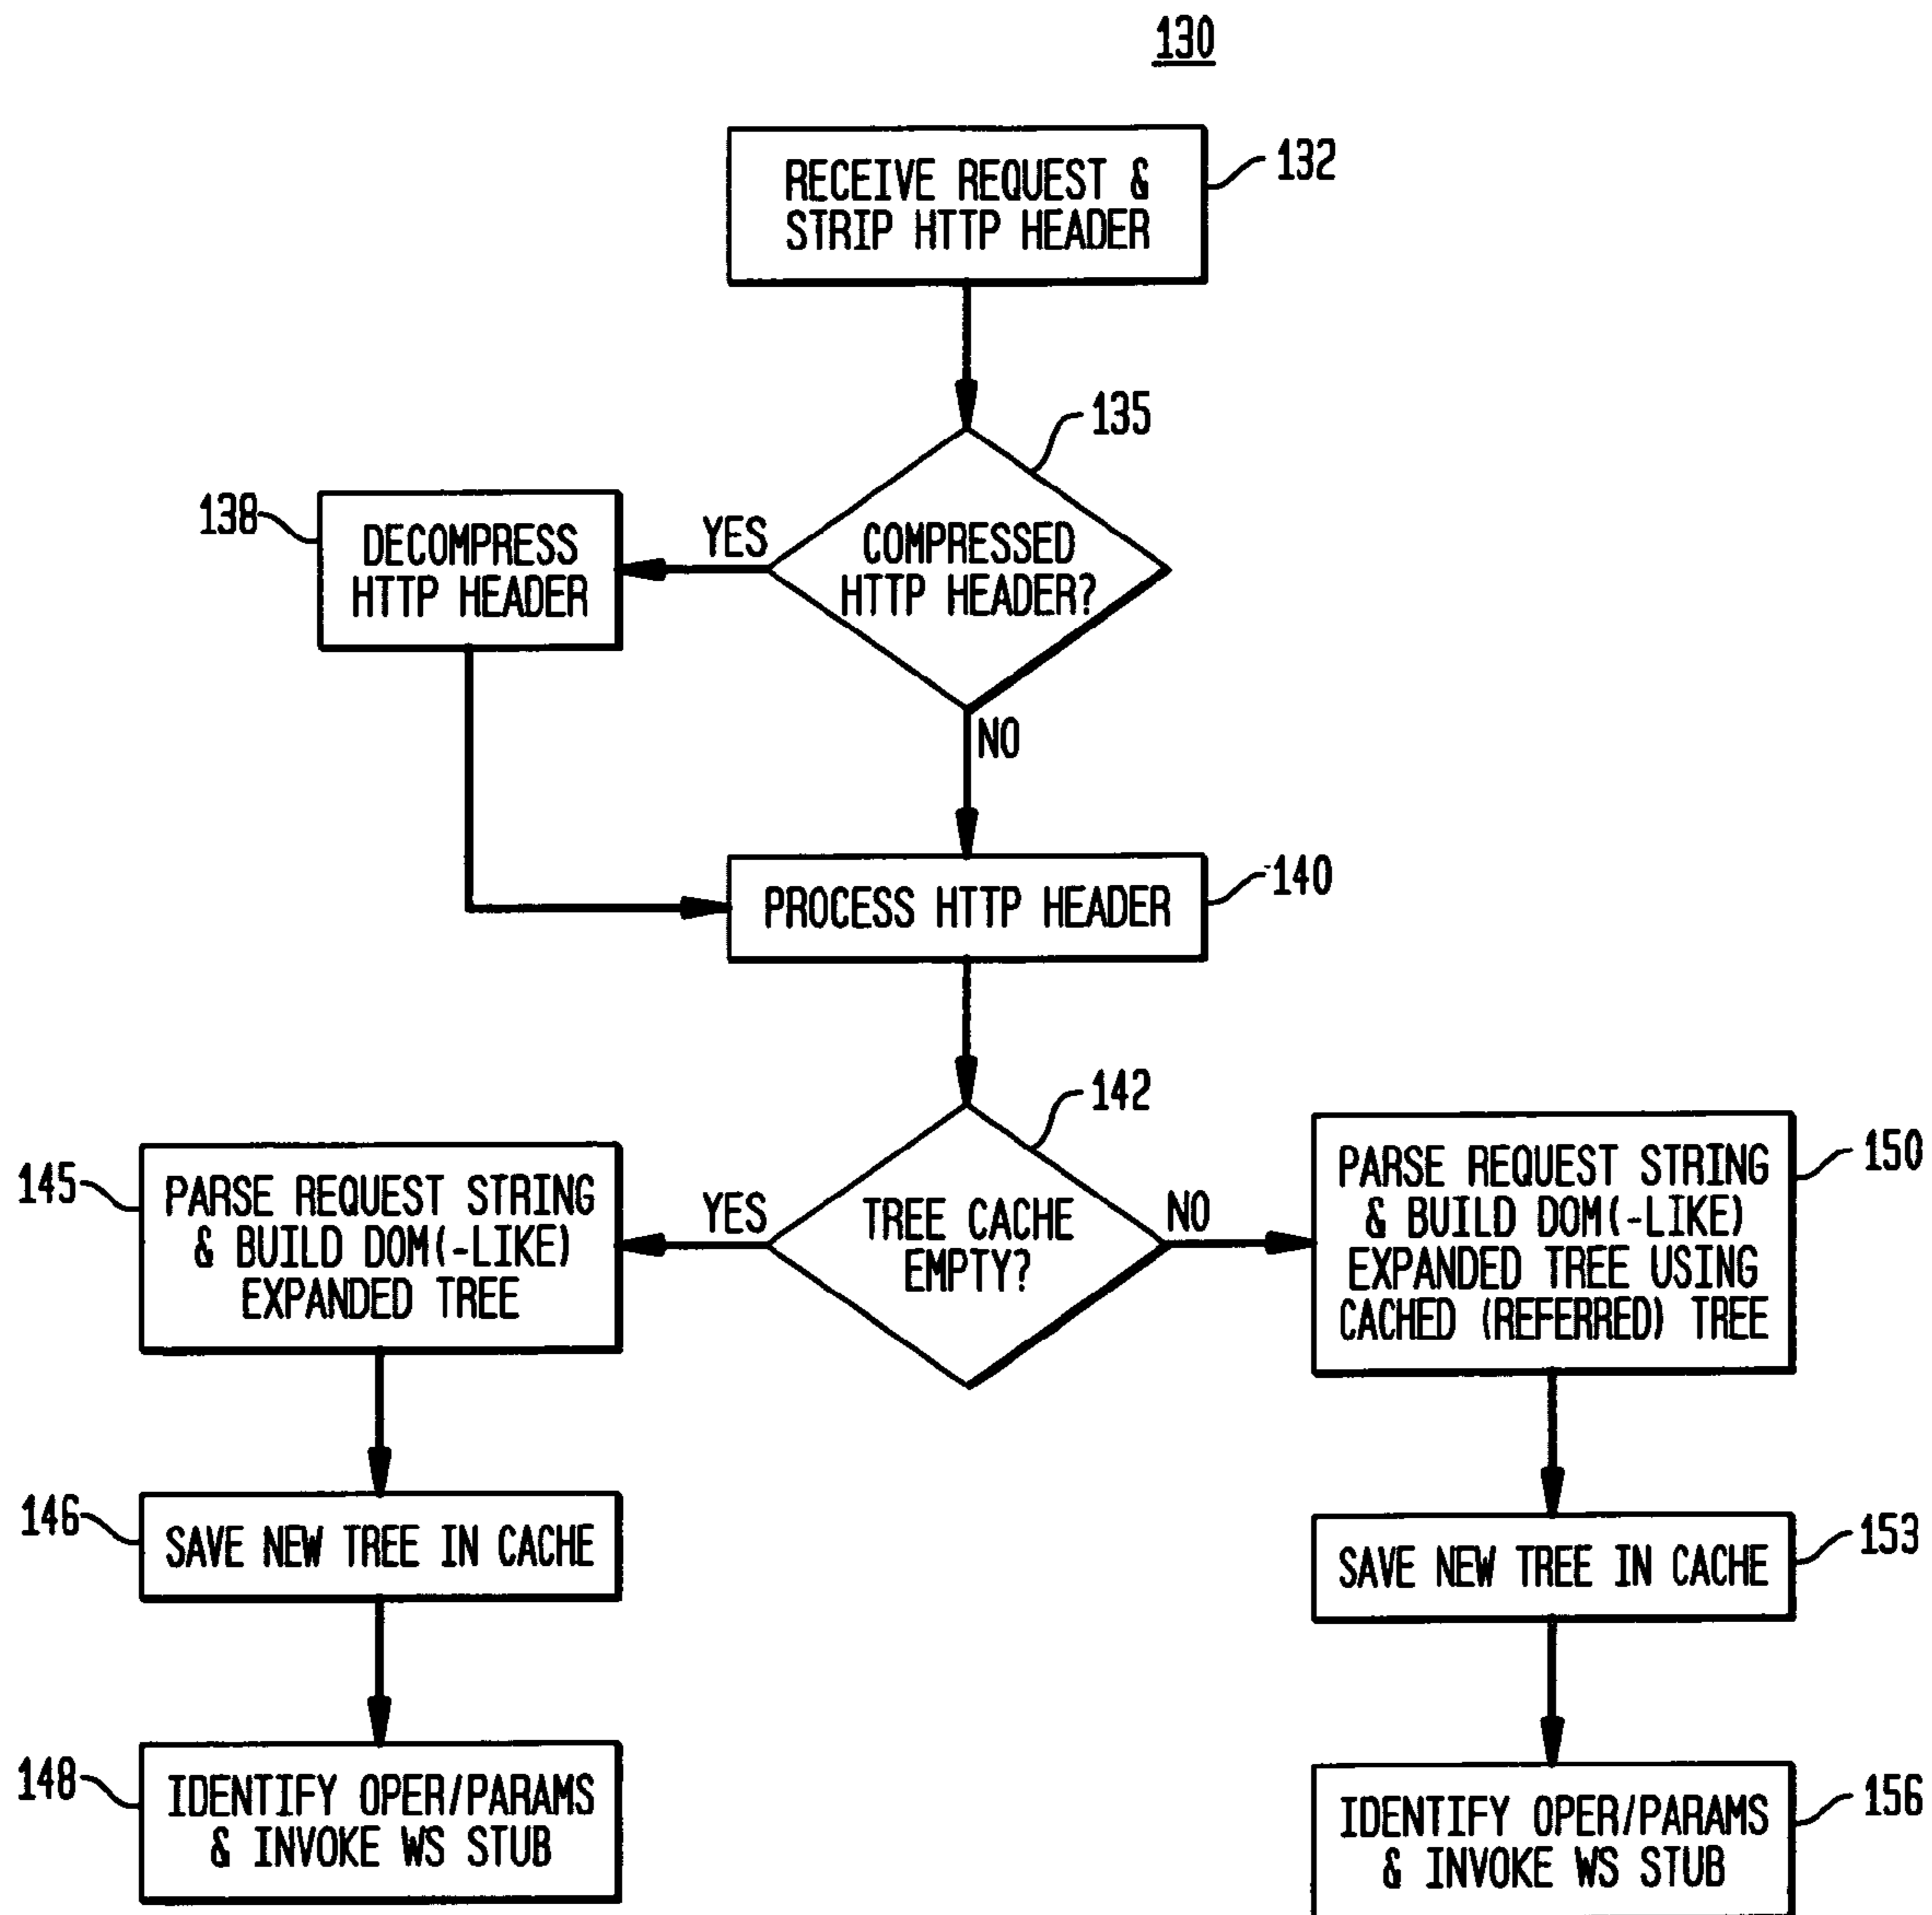 130
RECEIVE REQUEST &
STRIP HTTP HEADER
132
135
COMPRESSED
HTTP HEADER?
YES
138
DECOMPRESS
HTTP HEADER
NO
PROCESS HTTP HEADER
140
142
TREE CACHE
EMPTY?
YES
NO
145
PARSE REQUEST STRING
& BUILD DOM(-LIKE)
EXPANDED TREE
150
PARSE REQUEST STRING
& BUILD DOM(-LIKE)
EXPANDED TREE USING
CACHED (REFERRED) TREE
146
SAVE NEW TREE IN CACHE
153
SAVE NEW TREE IN CACHE
148
IDENTIFY OPER/PARAMS
& INVOKE WS STUB
156
IDENTIFY OPER/PARAMS
& INVOKE WS STUB